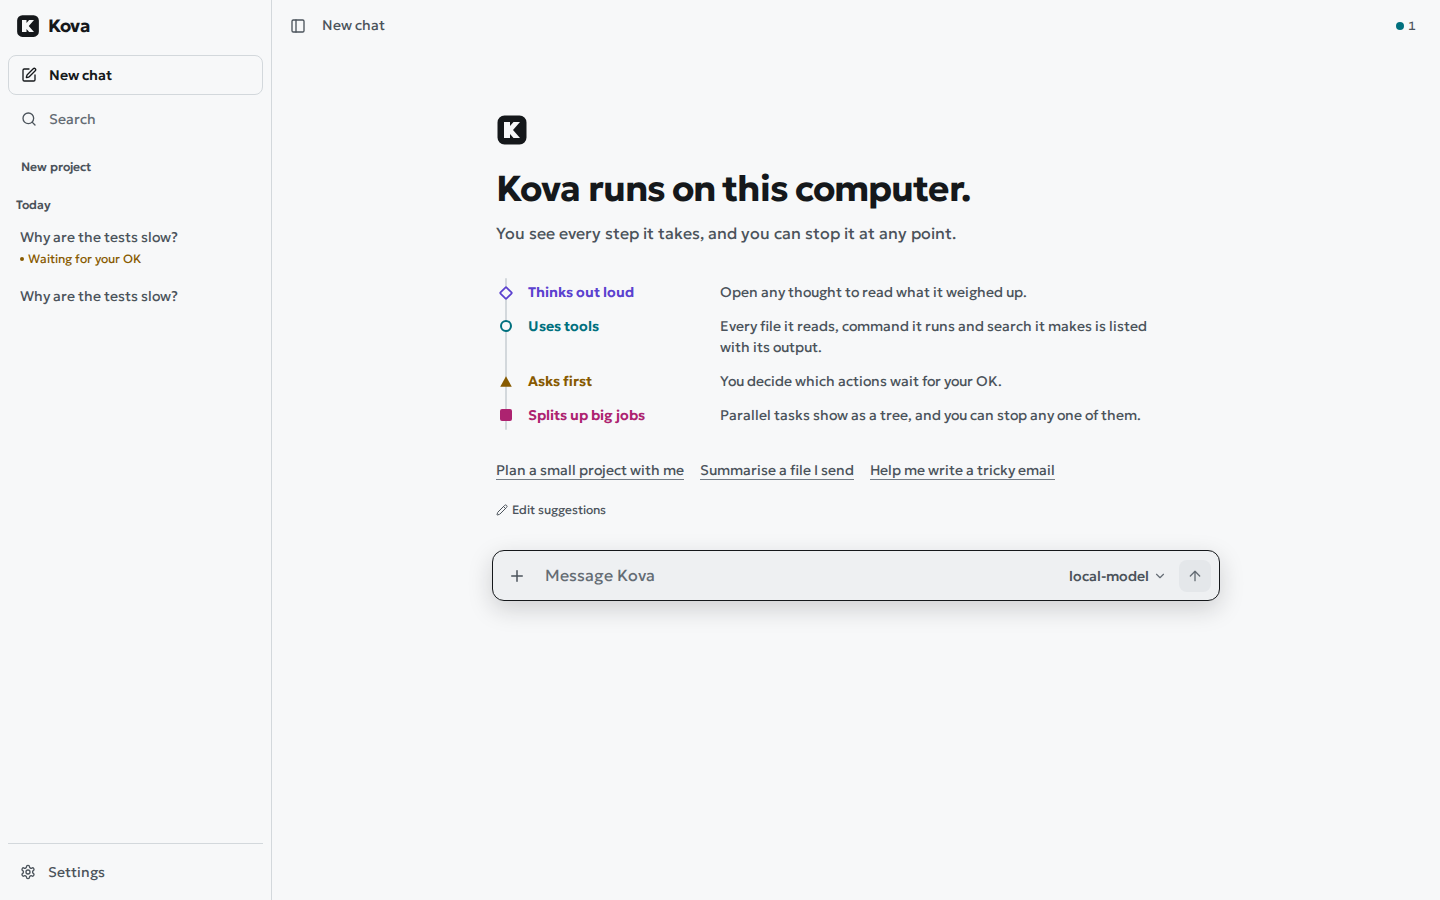 Kova
New chat
Search
New project
Today
Why are the tests slow?
Waiting for your OK
Why are the tests slow?
Settings
New chat
1
Kova runs on this computer.
You see every step it takes, and you can stop it at any point.
Thinks out loud
Open any thought to read what it weighed up.
Uses tools
Every file it reads, command it runs and search it makes is listed
with its output.
Asks first
You decide which actions wait for your OK.
Splits up big jobs
Parallel tasks show as a tree, and you can stop any one of them.
Plan a small project with me Summarise a file I send Help me write a tricky email
Edit suggestions
Message Kova
local-model